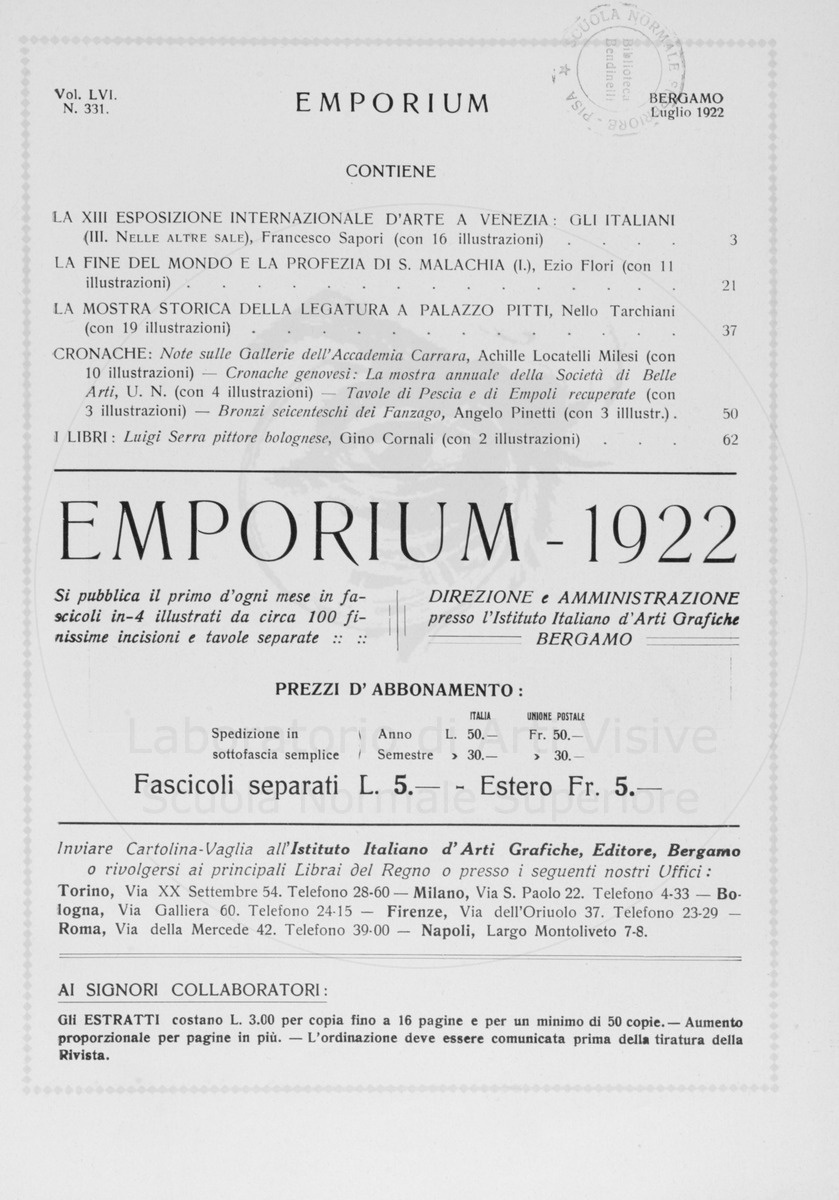 SCUOLA NORMALE SUPERIORE - PISA
Biblioteca
Bendinelli
Vol. LVI.
N. 331.
EMPORIUM
BERGAMO
Luglio 1922
CONTIENE
LA XIII ESPOSIZIONE INTERNAZIONALE D'ARTE A VENEZIA: GLI ITALIANI
(III. NELLE ALTRE SALE), Francesco Sapori (con 16 illustrazioni) . . . . 3
LA FINE DEL MONDO E LA PROFEZIA DI S. MALACHIA (I.), Ezio Flori (con 11
illustrazioni) . . . . . . . . . . . . . 21
LA MOSTRA STORICA DELLA LEGATURA A PALAZZO PITTI, Nello Tarchiani
(con 19 illustrazioni) . . . . . . . . . . . . 37
CRONACHE: Note sulle Gallerie dell'Accademia Carrara, Achille Locatelli Milesi (con
10 illustrazioni) — Cronache genovesi: La mostra annuale della Società di Belle
Arti, U. N. (con 4 illustrazioni) — Tavole di Pescia e di Empoli recuperate (con
3 illustrazioni) — Bronzi seicenteschi dei Fanzago, Angelo Pinetti (con 3 illlustr.) . 50
I LIBRI: Luigi Serra pittore bolognese, Gino Cornali (con 2 illustrazioni) . . . 62
EMPORIUM - 1922
Si pubblica il primo d'ogni mese in fa-
scicoli in-4 illustrati da circa 100 fi-
nissime incisioni e tavole separate :: ::
DIREZIONE e AMMINISTRAZIONE
presso l'Istituto Italiano d'Arti Grafiche
BERGAMO
PREZZI D'ABBONAMENTO:
ITALIA UNIONE POSTALE
Spedizione in Anno L. 50.— Fr. 50.—
sottofascia semplice Semestre » 30.— » 30.—
Laboratorio di Arti Visive
Fascicoli separati L. 5.— - Estero Fr. 5.—
Scuola Normale Superiore
Inviare Cartolina-Vaglia all'Istituto Italiano d'Arti Grafiche, Editore, Bergamo
o rivolgersi ai principali Librai del Regno o presso i seguenti nostri Uffici:
Torino, Via XX Settembre 54. Telefono 28-60 — Milano, Via S. Paolo 22. Telefono 4-33 — Bo-
logna, Via Galliera 60. Telefono 24-15 — Firenze, Via dell'Oriuolo 37. Telefono 23-29 —
Roma, Via della Mercede 42. Telefono 39-00 — Napoli, Largo Montoliveto 7-8.
AI SIGNORI COLLABORATORI:
Gli ESTRATTI costano L. 3.00 per copia fino a 16 pagine e per un minimo di 50 copie. — Aumento
proporzionale per pagine in più. — L'ordinazione deve essere comunicata prima della tiratura della
Rivista.